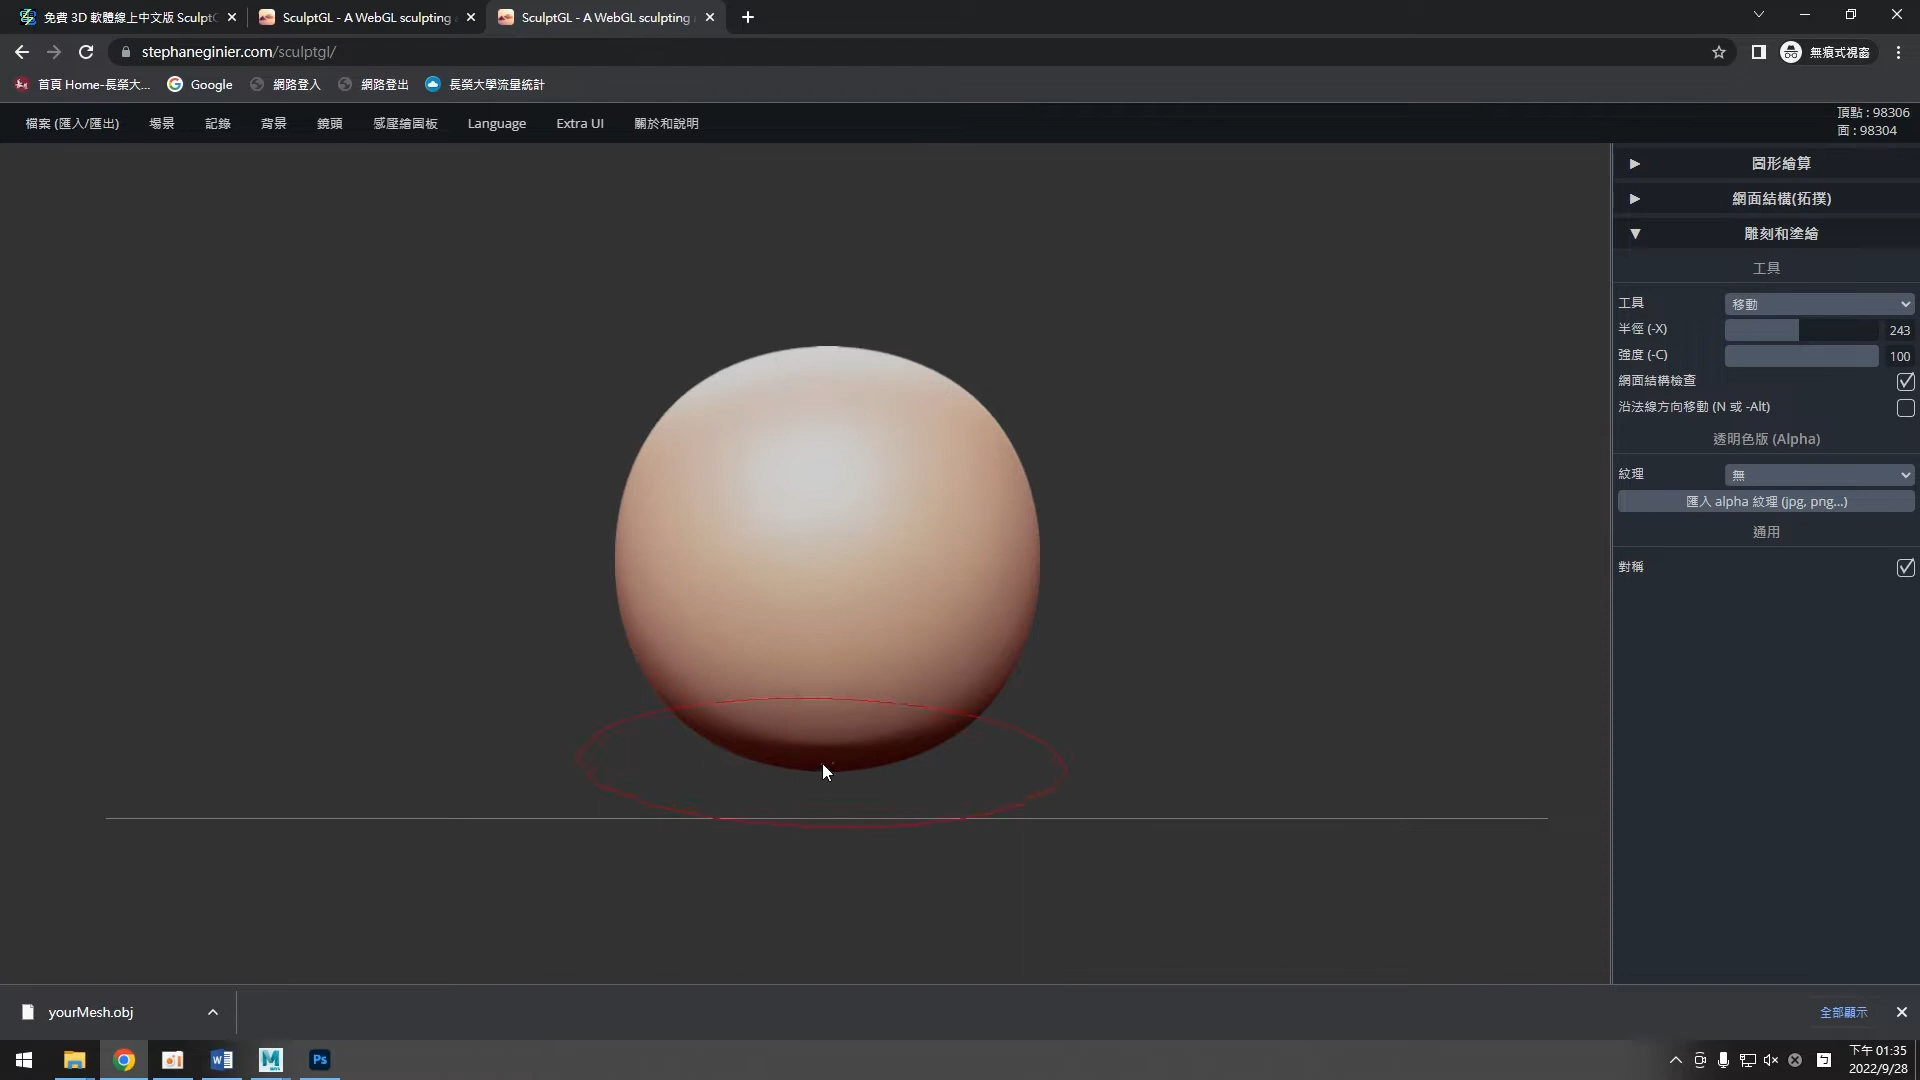 免費 3D 軟體線上中文版 SculptG
SculptGL - A WebGL sculpting
SculptGL - A WebGL sculpting
stephaneginier.com/sculptgl/
無痕式視窗
首頁 Home-長榮大...
Google
網路登入
網路登出
長榮大學流量統計
檔案 (匯入/匯出)
場景
記錄
背景
鏡頭
感壓繪圖板
Language
Extra UI
關於和說明
頂點 : 98306
面 : 98304
圖形繪算
網面結構(拓撲)
雕刻和塗繪
工具
工具
移動
半徑 (-X)
243
強度 (-C)
100
網面結構檢查
沿法線方向移動 (N 或 -Alt)
透明色版 (Alpha)
紋理
無
匯入 alpha 紋理 (jpg, png...)
通用
對稱
yourMesh.obj
全部顯示
Ps
下午 01:35
2022/9/28